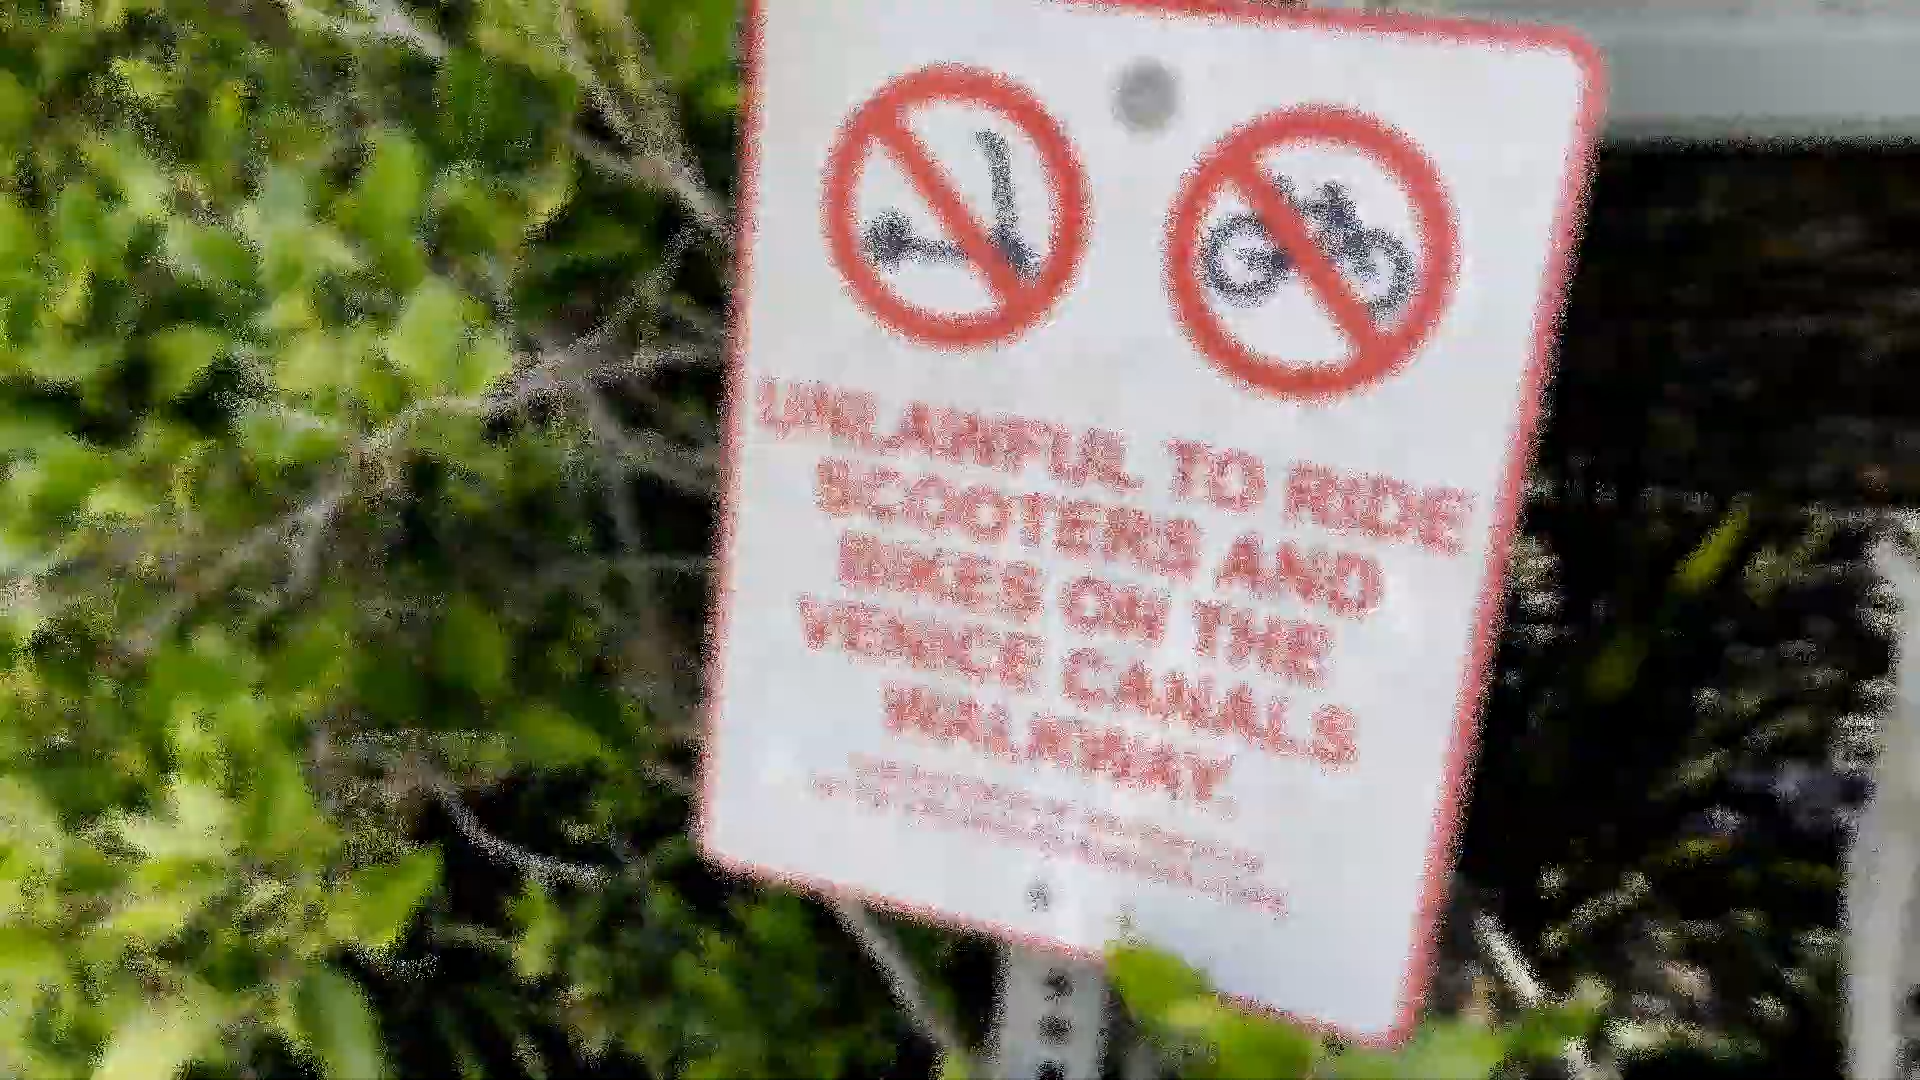 UNLAWFUL TO RIDE
SCOOTERS AND
BIKES ON THE
VENICE CANALS
WALKWAY